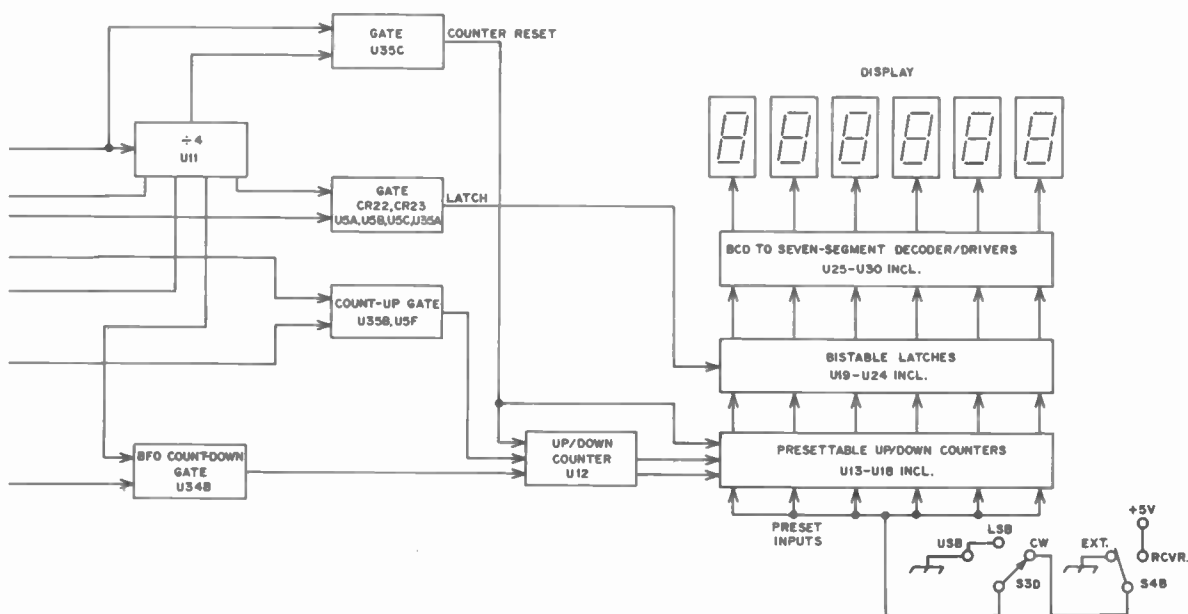 GATE
U35C
COUNTER RESET
DISPLAY
÷4
U11
GATE
CR22,CR23
U5A,U5B,U5C,U35A
LATCH
BCD TO SEVEN-SEGMENT DECODER/DRIVERS
U25-U30 INCL.
COUNT-UP GATE
U35B,U5F
BISTABLE LATCHES
U19-U24 INCL.
BFO COUNT-DOWN
GATE
U34B
UP/DOWN
COUNTER
U12
PRESETTABLE UP/DOWN COUNTERS
U13-U18 INCL.
PRESET
INPUTS
USB
LSB
CW
S3D
EXT.
+5V
RCVR.
S4B